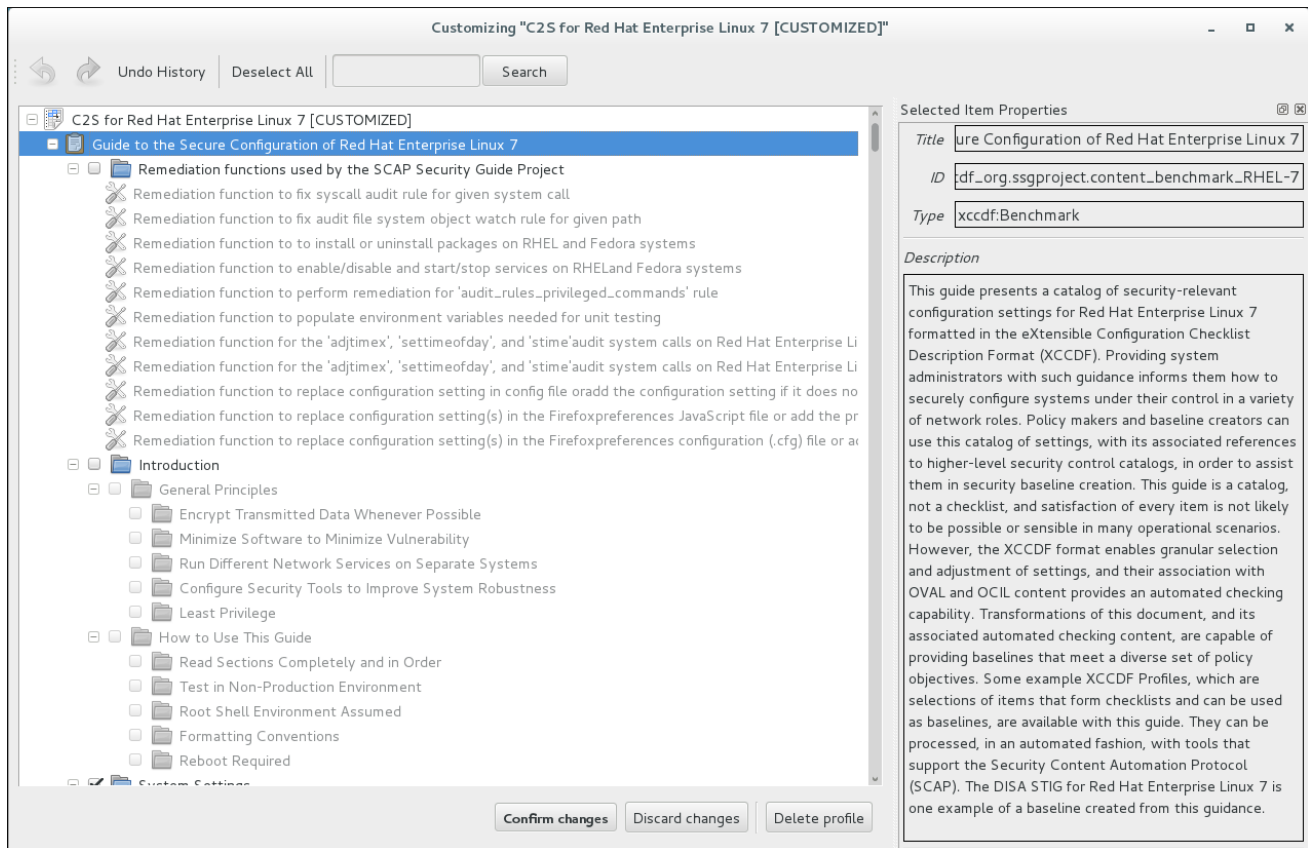 Customizing "C2S for Red Hat Enterprise Linux 7 [CUSTOMIZED]"
Undo History
Deselect All
Search
C2S for Red Hat Enterprise Linux 7 [CUSTOMIZED]
Guide to the Secure Configuration of Red Hat Enterprise Linux 7
Remediation functions used by the SCAP Security Guide Project
Remediation function to fix syscall audit rule for given system call
Remediation function to fix audit file system object watch rule for given path
Remediation function to to install or uninstall packages on RHEL and Fedora systems
Remediation function to enable/disable and start/stop services on RHELand Fedora systems
Remediation function to perform remediation for 'audit_rules_privileged_commands' rule
Remediation function to populate environment variables needed for unit testing
Remediation function for the 'adjtimex', 'settimeofday', and 'stime'audit system calls on Red Hat Enterprise Li
Remediation function for the 'adjtimex', 'settimeofday', and 'stime'audit system calls on Red Hat Enterprise Li
Remediation function to replace configuration setting in config file oradd the configuration setting if it does no
Remediation function to replace configuration setting(s) in the Firefoxpreferences JavaScript file or add the pr
Remediation function to replace configuration setting(s) in the Firefoxpreferences configuration (.cfg) file or ac
Introduction
General Principles
Encrypt Transmitted Data Whenever Possible
Minimize Software to Minimize Vulnerability
Run Different Network Services on Separate Systems
Configure Security Tools to Improve System Robustness
Least Privilege
How to Use This Guide
Read Sections Completely and in Order
Test in Non-Production Environment
Root Shell Environment Assumed
Formatting Conventions
Reboot Required
System Settings
Confirm changes
Discard changes
Delete profile
Selected Item Properties
Title ure Configuration of Red Hat Enterprise Linux 7
ID cdf_org.ssgproject.content_benchmark_RHEL-7
Type xccdf:Benchmark
Description
This guide presents a catalog of security-relevant
configuration settings for Red Hat Enterprise Linux 7
formatted in the eXtensible Configuration Checklist
Description Format (XCCDF). Providing system
administrators with such guidance informs them how to
securely configure systems under their control in a variety
of network roles. Policy makers and baseline creators can
use this catalog of settings, with its associated references
to higher-level security control catalogs, in order to assist
them in security baseline creation. This guide is a catalog,
not a checklist, and satisfaction of every item is not likely
to be possible or sensible in many operational scenarios.
However, the XCCDF format enables granular selection
and adjustment of settings, and their association with
OVAL and OCIL content provides an automated checking
capability. Transformations of this document, and its
associated automated checking content, are capable of
providing baselines that meet a diverse set of policy
objectives. Some example XCCDF Profiles, which are
selections of items that form checklists and can be used
as baselines, are available with this guide. They can be
processed, in an automated fashion, with tools that
support the Security Content Automation Protocol
(SCAP). The DISA STIG for Red Hat Enterprise Linux 7 is
one example of a baseline created from this guidance.